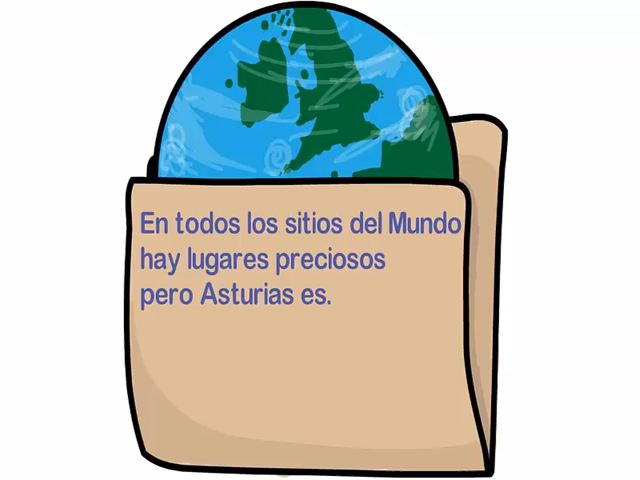 En todos los sitios del Mundo
hay lugares preciosos
pero Asturias es.